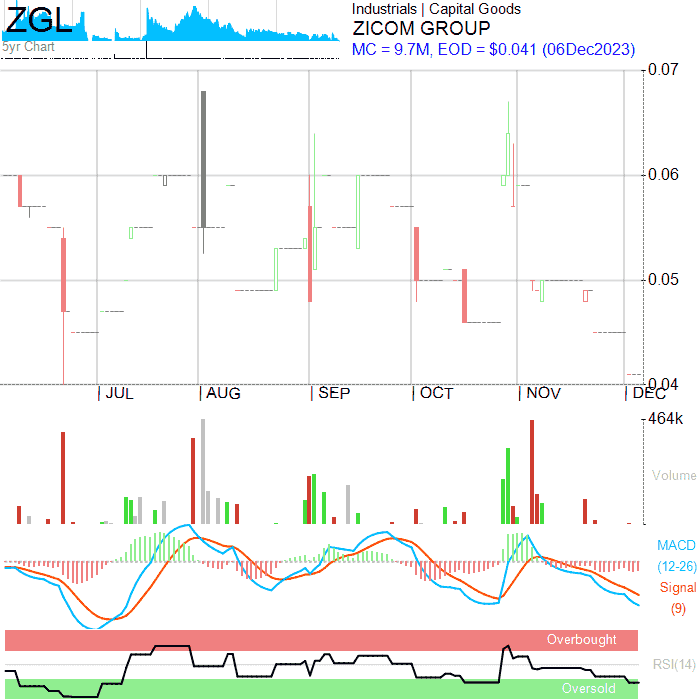 ZGL
5yr Chart
Industrials | Capital Goods
ZICOM GROUP
MC = 9.7M, EOD = $0.041 (06Dec2023)
0.07
0.06
0.05
0.04
JUL
AUG
SEP
OCT
NOV
DEC
464k
Volume
MACD
(12-26)
Signal
(9)
Overbought
RSI(14)
Oversold